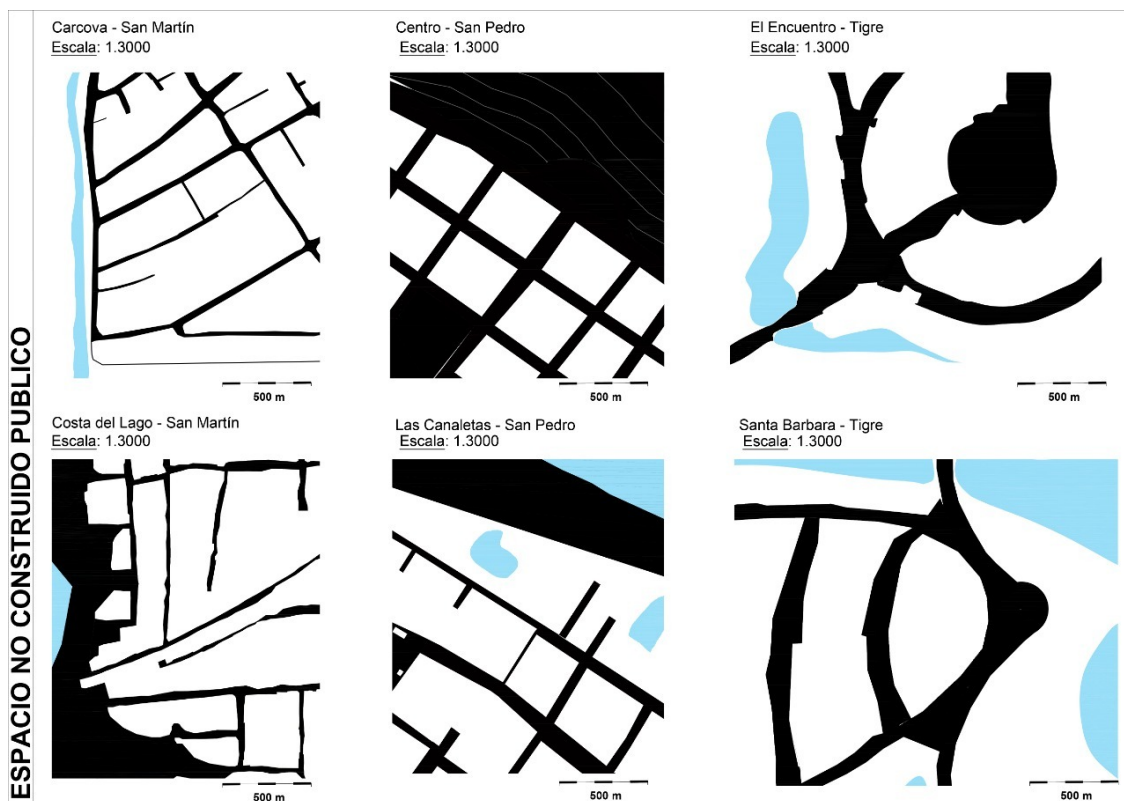 ESPACIO NO CONSTRUIDO PUBLICO
Carcova - San Martín
Escala: 1.3000
500 m
Centro - San Pedro
Escala: 1.3000
500 m
El Encuentro - Tigre
Escala: 1.3000
500 m
Costa del Lago - San Martín
Escala: 1.3000
500 m
Las Canaletas - San Pedro
Escala: 1.3000
500 m
Santa Barbara - Tigre
Escala: 1.3000
500 m